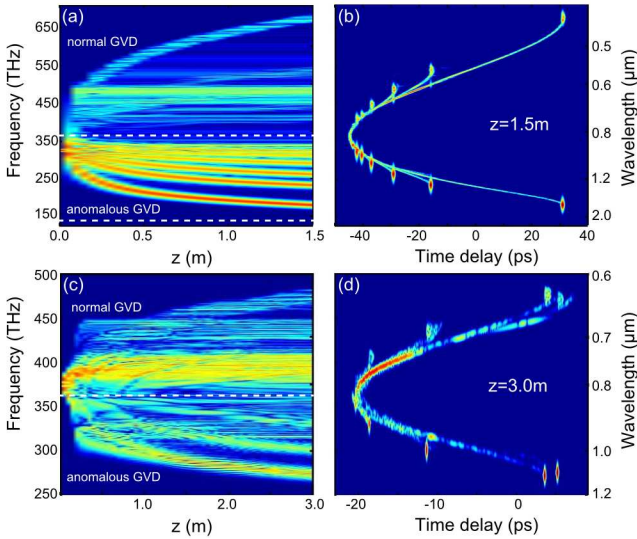 (a)
normal GVD
anomalous GVD
650
550
450
350
250
150
Frequency (THz)
0.0
0.5
1.0
1.5
z (m)
(b)
z=1.5m
0.5
0.6
0.8
1.2
2.0
Wavelength (μm)
-40
-20
0
20
40
Time delay (ps)
(c)
normal GVD
anomalous GVD
500
450
400
350
300
250
Frequency (THz)
0.0
1.0
2.0
3.0
z (m)
(d)
z=3.0m
0.6
0.7
0.8
1.0
1.2
Wavelength (μm)
-20
-10
0
Time delay (ps)